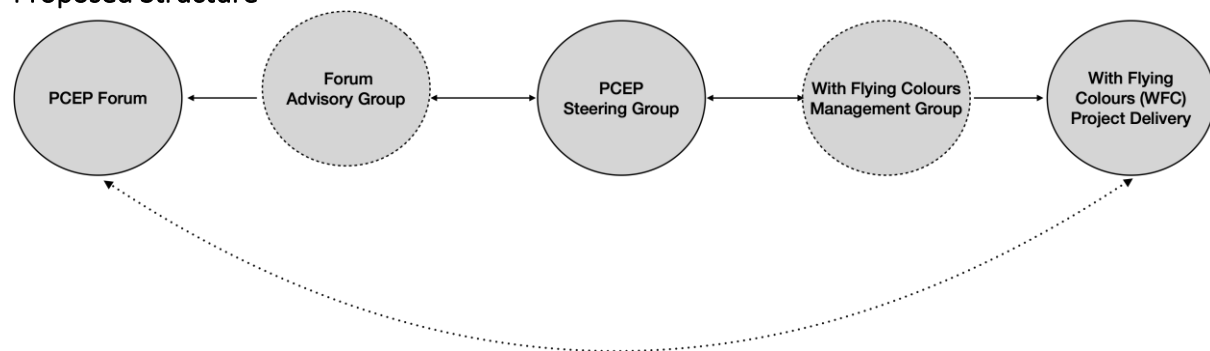 Proposed Structure
PCEP Forum
Forum
Advisory Group
PCEP
Steering Group
With Flying Colours
Management Group
With Flying
Colours (WFC)
Project Delivery